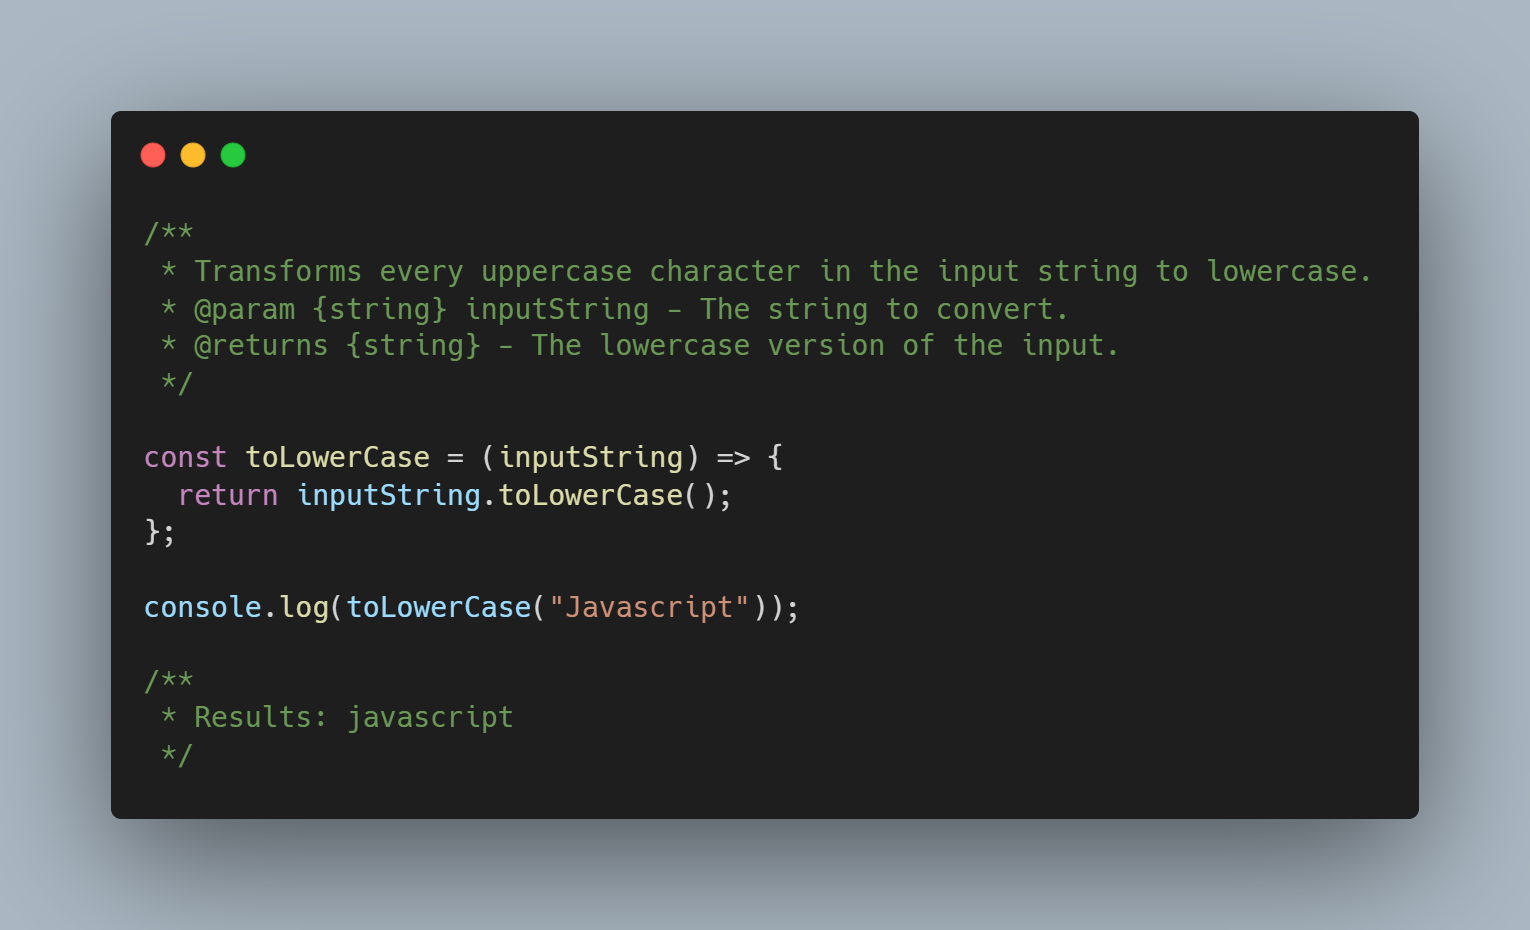 /**
 * Transforms every uppercase character in the input string to lowercase.
 * @param {string} inputString - The string to convert.
 * @returns {string} - The lowercase version of the input.
 */
const toLowerCase = (inputString) => {
  return inputString.toLowerCase();
};
console.log(toLowerCase("Javascript"));
/**
 * Results: javascript
 */